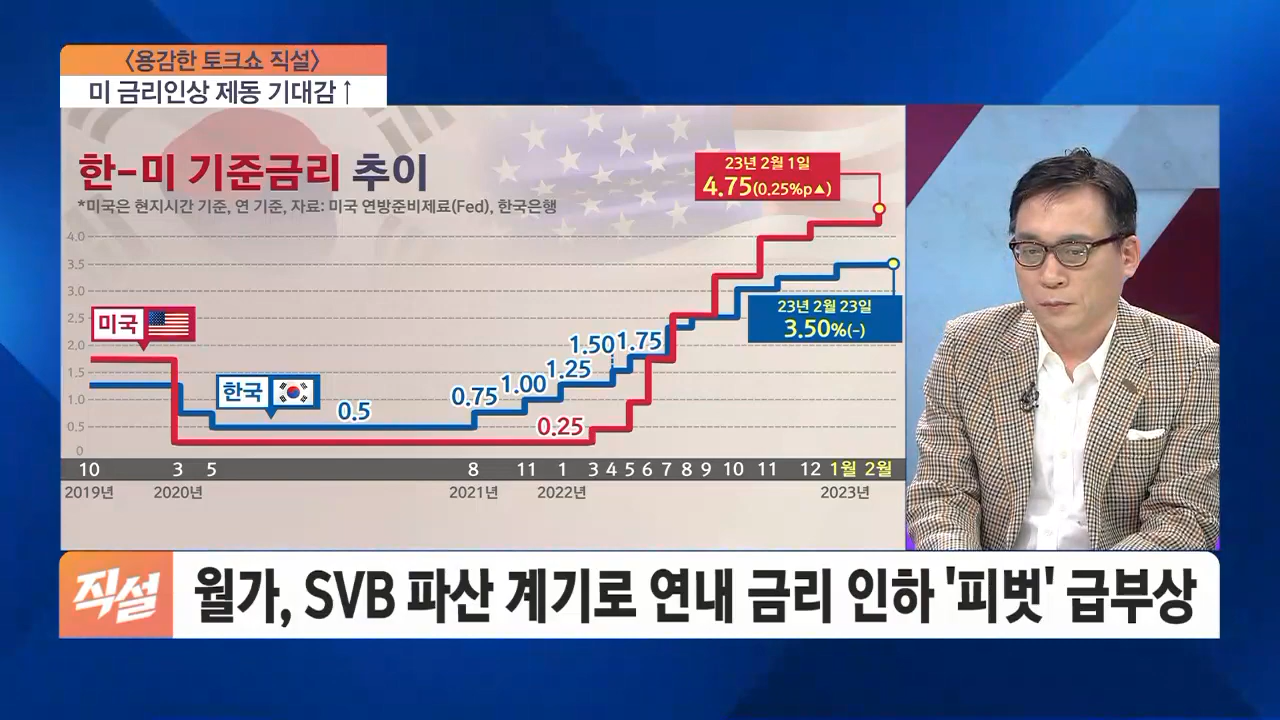 〈용감한 토크쇼 직설〉
미 금리인상 제동 기대감↑
한-미 기준금리 추이
*미국은 현지시간 기준, 연 기준, 자료: 미국 연방준비제료(Fed), 한국은행
23년 2월 1일
4.75(0.25%p▲)
4.0
3.5
3.0
2.5
2.0
1.5
1.0
0.5
0
미국
한국
0.5
0.75
1.00
1.25
1.50
1.75
0.25
23년 2월 23일
3.50%(-)
10 3 5 8 11 1 3 4 5 6 7 8 9 10 11 12 1월 2월
2019년 2020년 2021년 2022년 2023년
직설
월가, SVB 파산 계기로 연내 금리 인하 '피벗' 급부상